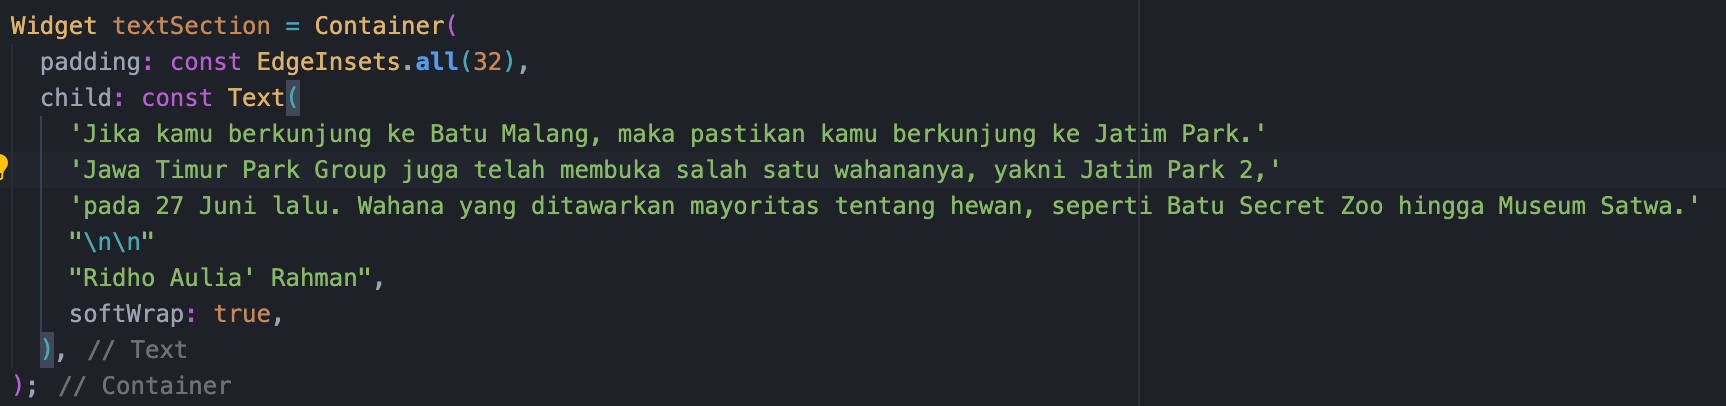 Widget textSection = Container(
  padding: const EdgeInsets.all(32),
  child: const Text(
    'Jika kamu berkunjung ke Batu Malang, maka pastikan kamu berkunjung ke Jatim Park.'
    'Jawa Timur Park Group juga telah membuka salah satu wahananya, yakni Jatim Park 2,'
    'pada 27 Juni lalu. Wahana yang ditawarkan mayoritas tentang hewan, seperti Batu Secret Zoo hingga Museum Satwa.'
    "\n\n"
    "Ridho Aulia' Rahman",
    softWrap: true,
  ), // Text
); // Container